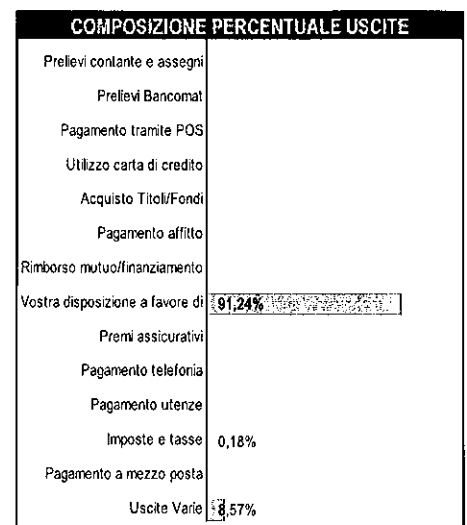 COMPOSIZIONE PERCENTUALE USCITE
Prelievi contante e assegni
Prelievi Bancomat
Pagamento tramite POS
Utilizzo carta di credito
Acquisto Titoli/Fondi
Pagamento affitto
Rimborso mutuo/finanziamento
Vostra disposizione a favore di 91,24%
Premi assicurativi
Pagamento telefonia
Pagamento utenze
Imposte e tasse 0,18%
Pagamento a mezzo posta
Uscite Varie 8,57%